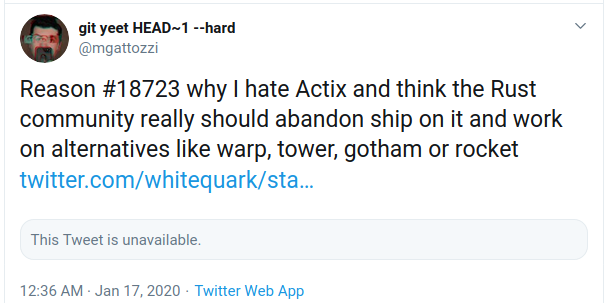 git yeet HEAD~1 --hard
@mgattozzi
Reason #18723 why I hate Actix and think the Rust
community really should abandon ship on it and work
on alternatives like warp, tower, gotham or rocket
twitter.com/whitequark/sta…
This Tweet is unavailable.
12:36 AM · Jan 17, 2020 · Twitter Web App